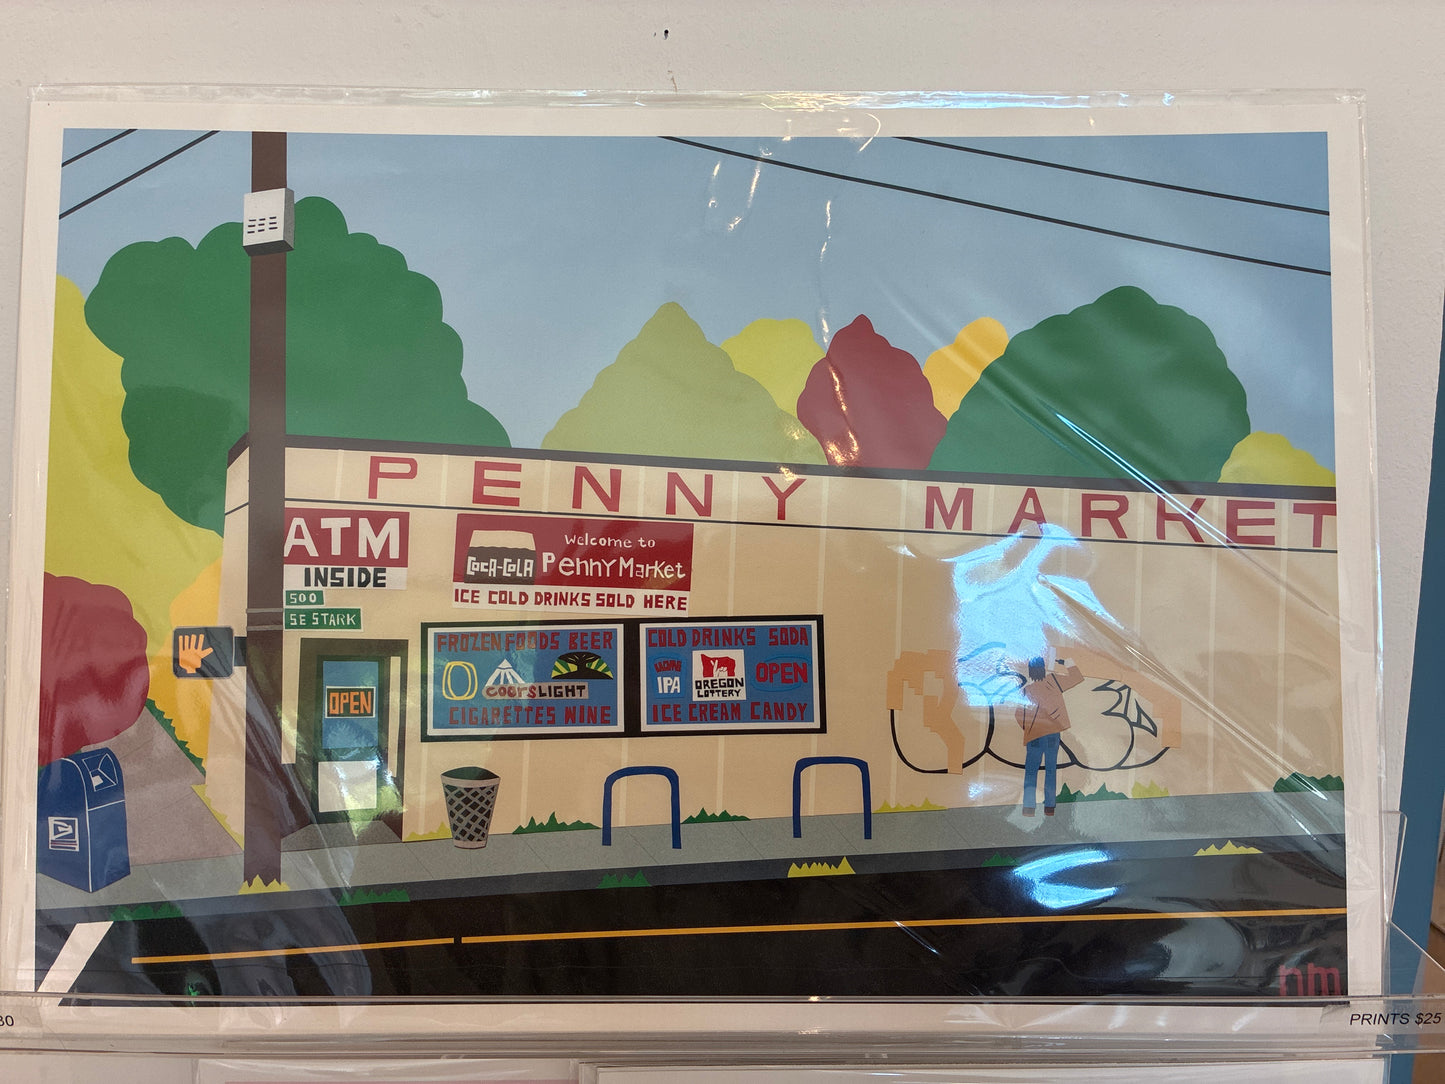 PENNY MARKET
ATM
INSIDE
500
SE STARK
Welcome to
COCA-COLA Penny Market
ICE COLD DRINKS SOLD HERE
FROZEN FOODS BEER
COORS LIGHT
CIGARETTES WINE
COLD DRINKS SODA
IPA
OREGON
LOTTERY
OPEN
ICE CREAM CANDY
OPEN
nm
30
PRINTS $25